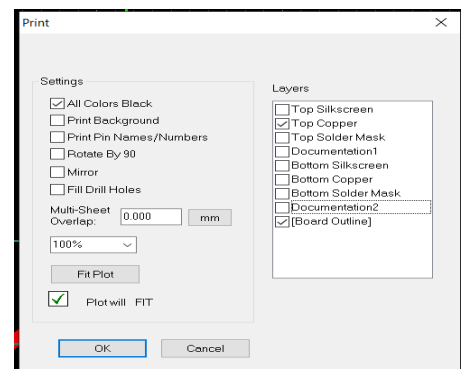 Print
Settings
All Colors Black
Print Background
Print Pin Names/Numbers
Rotate By 90
Mirror
Fill Drill Holes
Multi-Sheet
Overlap: 0.000 mm
100%
Fit Plot
Plot will FIT
Layers
Top Silkscreen
Top Copper
Top Solder Mask
Documentation1
Bottom Silkscreen
Bottom Copper
Bottom Solder Mask
Documentation2
[Board Outline]
OK Cancel